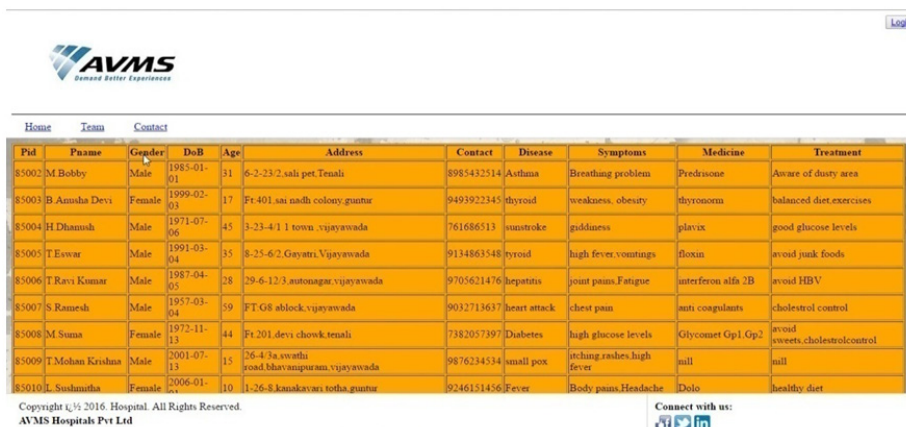 Logi
AVMS
Demand Better Experiences
Home Team Contact
Pid Pname Gender DoB Age Address Contact Disease Symptoms Medicine Treatment
85002 M.Bobby Male 1985-01-01 31 6-2-23/2,sali pet,Tenali 8985432514 Asthma Breathing problem Predrisone Aware of dusty area
85003 B.Anusha Devi Female 1999-02-03 17 Ft:401,sai nadh colony,guntur 9493922345 thyroid weakness, obesity thyronorm balanced diet,exercises
85004 H.Dhanush Male 1971-07-06 45 3-23-4/1 1 town ,vijayawada 761686513 sunstroke giddiness plavix good glucose levels
85005 T.Eswar Male 1991-03-04 35 8-25-6/2,Gayatri,Vijayawada 9134863548 tyroid high fever,vomtings floxin avoid junk foods
85006 T.Ravi Kumar Male 1987-04-05 28 29-6-12/3,autonagar,vijayawada 9705621476 hepatitis joint pains,Fatigue interferon alfa 2B avoid HBV
85007 S.Ramesh Male 1957-03-04 59 FT:G8 ablock,vijayawada 9032713637 heart attack chest pain anti coagulants cholestrol control
85008 M.Suma Female 1972-11-13 44 Ft:201,devi chowk,tenali 7382057397 Diabetes high glucose levels Glycomet Gp1,Gp2 avoid sweets,cholestrolcontrol
85009 T.Mohan Krishna Male 2001-07-13 15 26-4/3a,swathi road,bhavanipuram,vijayawada 9876234534 small pox itching,rashes,high fever nill nill
85010 L.Sushmitha Female 2006-01- 10 1-26-8,kanakavari totha,guntur 9246151456 Fever Body pains,Headache Dolo healthy diet
Copyright ï¿½ 2016. Hospital. All Rights Reserved.
AVMS Hospitals Pvt Ltd
Connect with us: